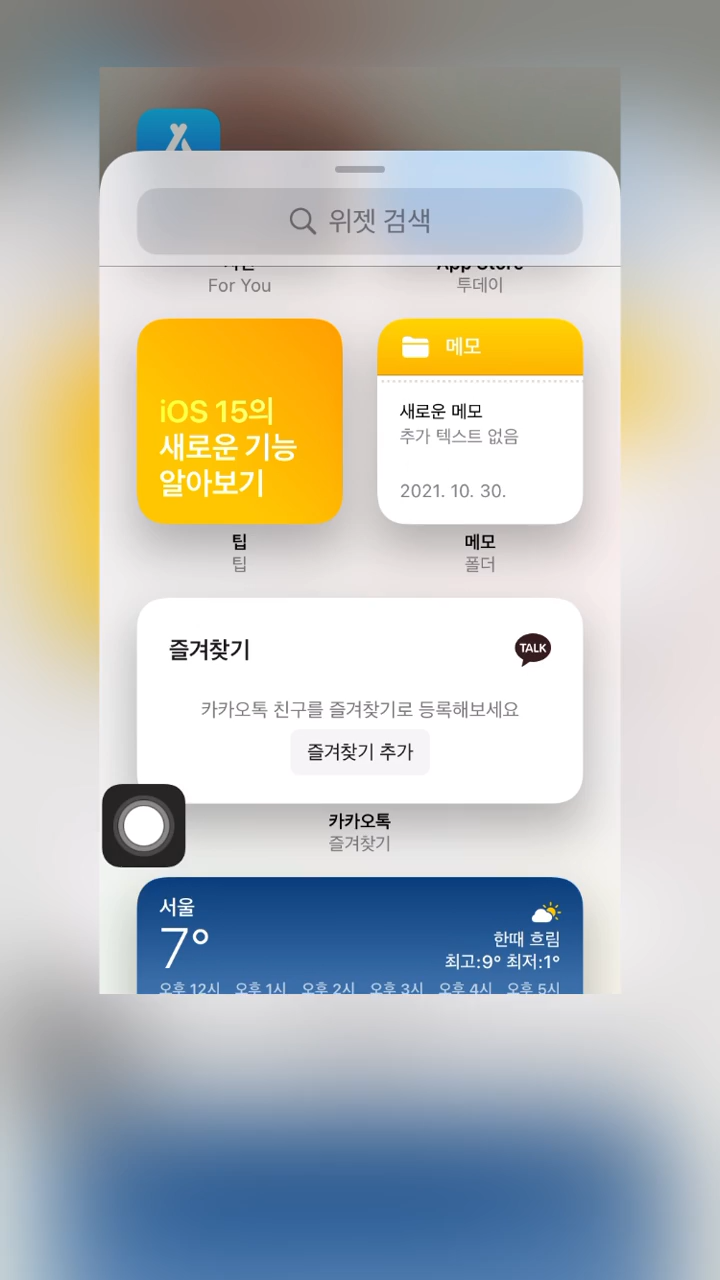 위젯 검색
App Store
For You
투데이
iOS 15의
새로운 기능
알아보기
메모
새로운 메모
추가 텍스트 없음
2021. 10. 30.
팁
팁
메모
폴더
즐겨찾기
TALK
카카오톡 친구를 즐겨찾기로 등록해보세요
즐겨찾기 추가
카카오톡
즐겨찾기
서울
7°
한때 흐림
최고:9° 최저:1°
오후 12시 오후 1시 오후 2시 오후 3시 오후 4시 오후 5시